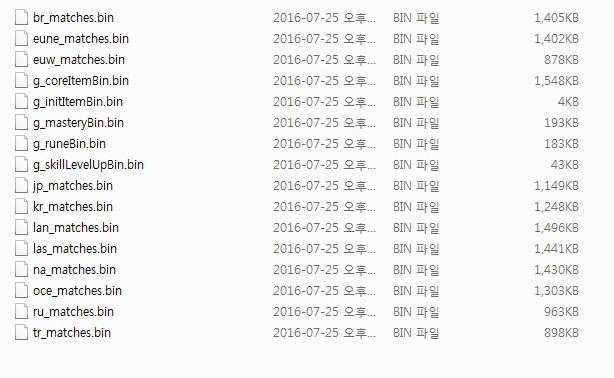 br_matches.bin 2016-07-25 오후... BIN 파일 1,405KB
eune_matches.bin 2016-07-25 오후... BIN 파일 1,402KB
euw_matches.bin 2016-07-25 오후... BIN 파일 878KB
g_coreItemBin.bin 2016-07-25 오후... BIN 파일 1,548KB
g_initItemBin.bin 2016-07-25 오후... BIN 파일 4KB
g_masteryBin.bin 2016-07-25 오후... BIN 파일 193KB
g_runeBin.bin 2016-07-25 오후... BIN 파일 183KB
g_skillLevelUpBin.bin 2016-07-25 오후... BIN 파일 43KB
jp_matches.bin 2016-07-25 오후... BIN 파일 1,149KB
kr_matches.bin 2016-07-25 오후... BIN 파일 1,248KB
lan_matches.bin 2016-07-25 오후... BIN 파일 1,496KB
las_matches.bin 2016-07-25 오후... BIN 파일 1,441KB
na_matches.bin 2016-07-25 오후... BIN 파일 1,430KB
oce_matches.bin 2016-07-25 오후... BIN 파일 1,303KB
ru_matches.bin 2016-07-25 오후... BIN 파일 963KB
tr_matches.bin 2016-07-25 오후... BIN 파일 898KB